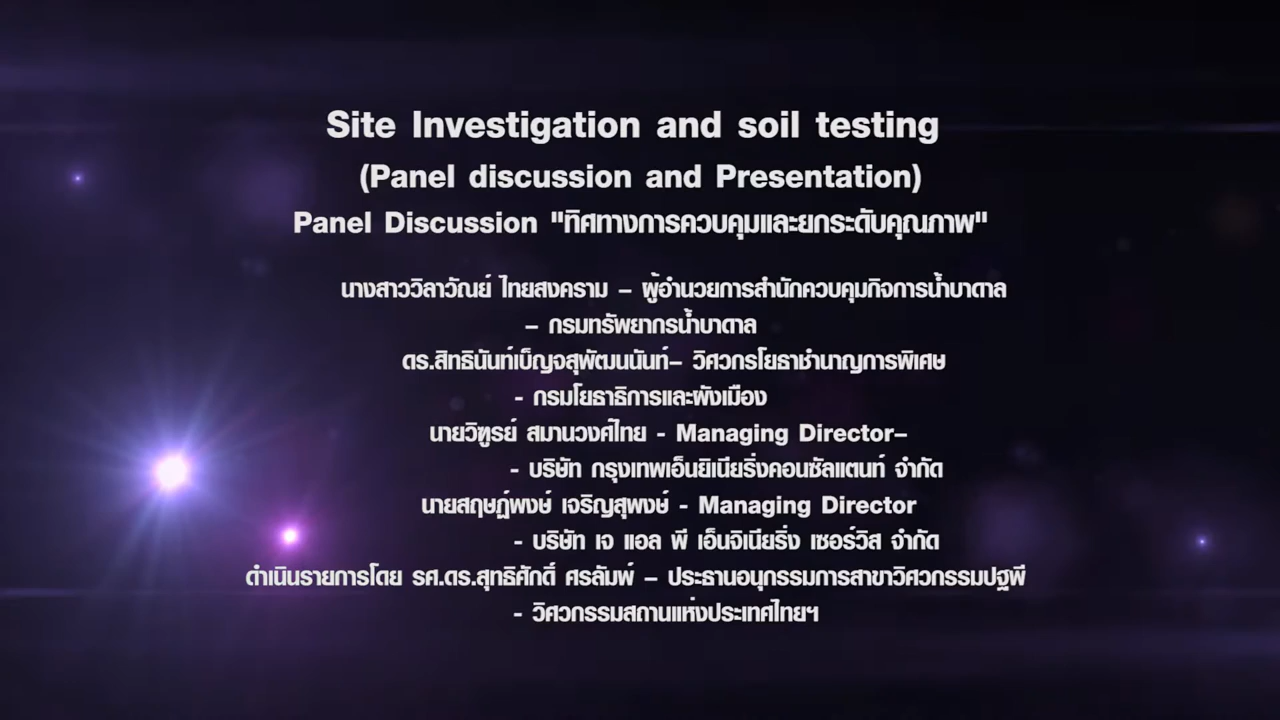 Site Investigation and soil testing
(Panel discussion and Presentation)
Panel Discussion "ทิศทางการควบคุมและยกระดับคุณภาพ"
นางสาววิลาวัณย์ ไทยสงคราม – ผู้อำนวยการสำนักควบคุมกิจการน้ำบาดาล
– กรมทรัพยากรน้ำบาดาล
ดร.สิทธินันท์เบ็ญจสุพัฒนนันท์– วิศวกรโยธาชำนาญการพิเศษ
- กรมโยธาธิการและผังเมือง
นายวิฑูรย์ สมานวงศ์ไทย - Managing Director–
- บริษัท กรุงเทพเอ็นยิเนียริ่งคอนซัลแตนท์ จำกัด
นายสฤษฏ์พงษ์ เจริญสุพงษ์ - Managing Director
- บริษัท เจ แอล พี เอ็นจิเนียริ่ง เซอร์วิส จำกัด
ดำเนินรายการโดย รศ.ดร.สุทธิศักดิ์ ศรลัมพ์ – ประธานอนุกรรมการสาขาวิศวกรรมปฐพี
- วิศวกรรมสถานแห่งประเทศไทยฯ